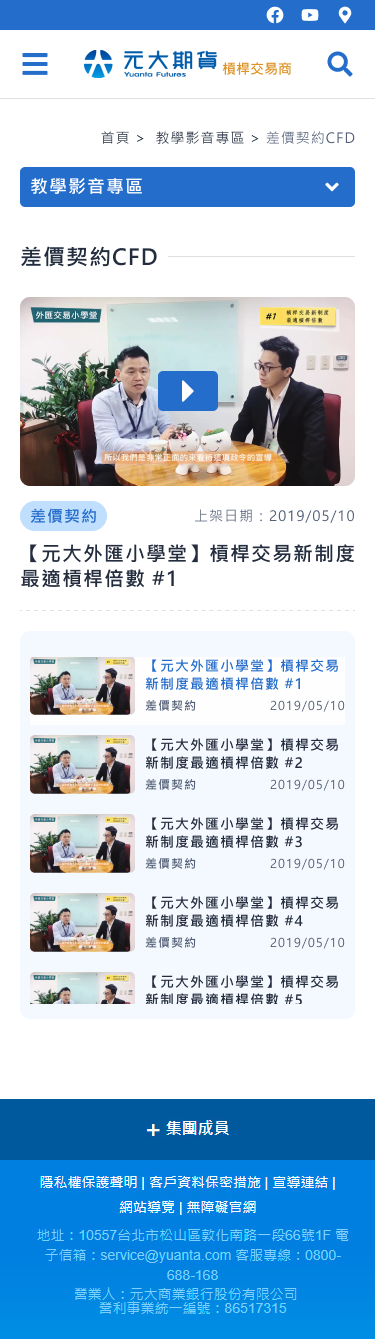 元大期貨
Yuanta Futures
槓桿交易商
首頁 > 教學影音專區 > 差價契約CFD
教學影音專區
差價契約CFD
外匯交易小學堂
#1 槓桿交易新制度
最適槓桿倍數
所以我們是非常正面的來看待這項政令的宣導
差價契約
上架日期：2019/05/10
【元大外匯小學堂】槓桿交易新制度
最適槓桿倍數 #1
【元大外匯小學堂】槓桿交易
新制度最適槓桿倍數 #1
差價契約 2019/05/10
【元大外匯小學堂】槓桿交易
新制度最適槓桿倍數 #2
差價契約 2019/05/10
【元大外匯小學堂】槓桿交易
新制度最適槓桿倍數 #3
差價契約 2019/05/10
【元大外匯小學堂】槓桿交易
新制度最適槓桿倍數 #4
差價契約 2019/05/10
【元大外匯小學堂】槓桿交易
新制度最適槓桿倍數 #5
+ 集團成員
隱私權保護聲明 | 客戶資料保密措施 | 宣導連結 |
網站導覽 | 無障礙官網
地址：10557台北市松山區敦化南路一段66號1F 電
子信箱：service@yuanta.com 客服專線：0800-
688-168
營業人：元大商業銀行股份有限公司
營利事業統一編號：86517315